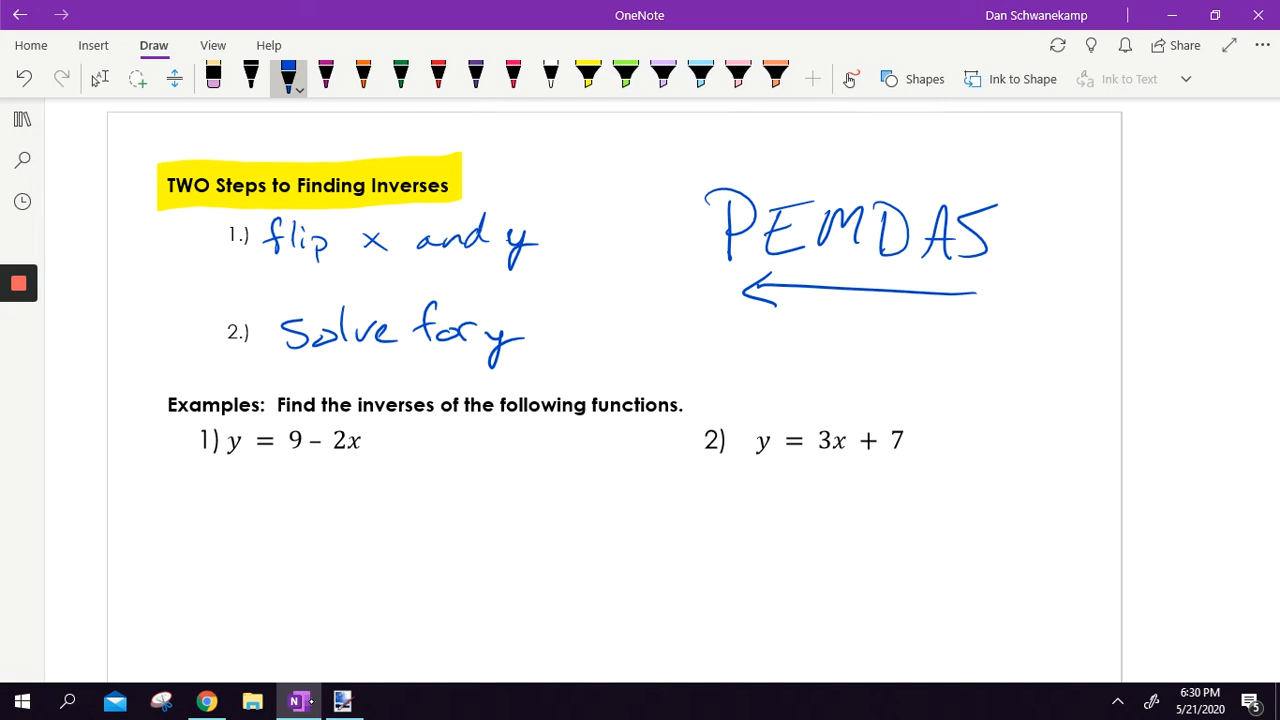 OneNote
Dan Schwanekamp
Home Insert Draw View Help
Share
Shapes
Ink to Shape
Ink to Text
TWO Steps to Finding Inverses
1.) flip x and y
PEMDAS
2.) Solve for y
Examples: Find the inverses of the following functions.
1) y = 9 – 2x
2) y = 3x + 7
6:30 PM
5/21/2020
5